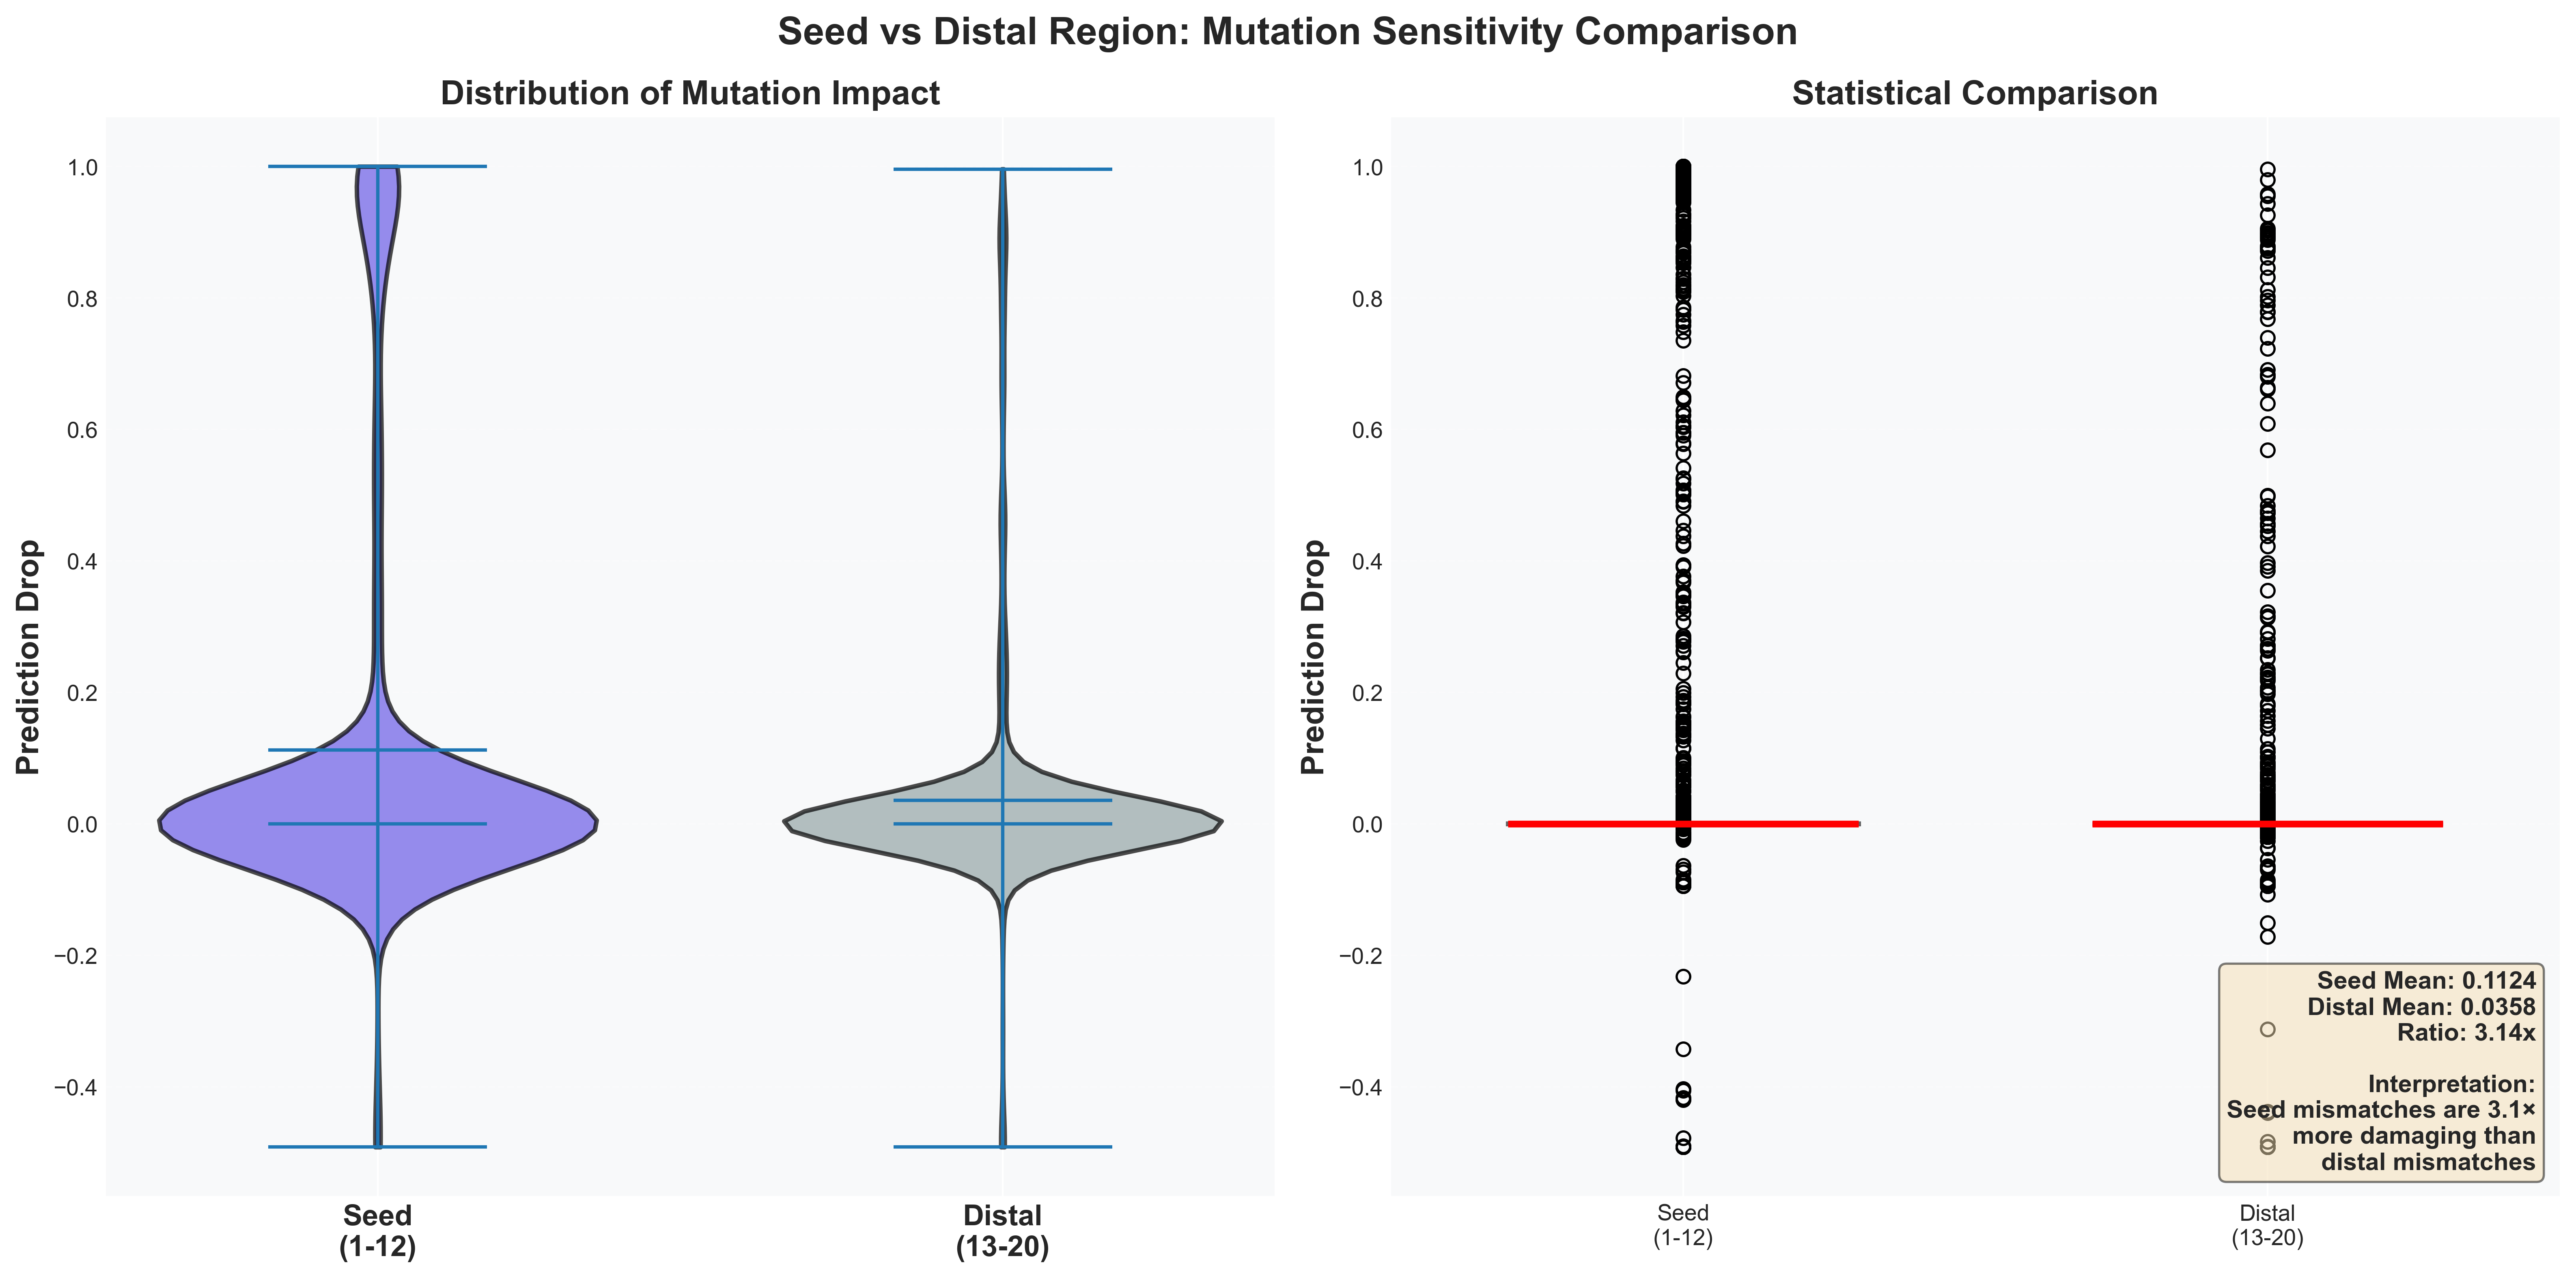 Seed vs Distal Region: Mutation Sensitivity Comparison
Distribution of Mutation Impact
Prediction Drop
1.0
0.8
0.6
0.4
0.2
0.0
−0.2
−0.4
Seed
(1-12)
Distal
(13-20)
Statistical Comparison
Prediction Drop
1.0
0.8
0.6
0.4
0.2
0.0
−0.2
−0.4
Seed Mean: 0.1124
Distal Mean: 0.0358
Ratio: 3.14x
Interpretation:
Seed mismatches are 3.1×
more damaging than
distal mismatches
Seed
(1-12)
Distal
(13-20)